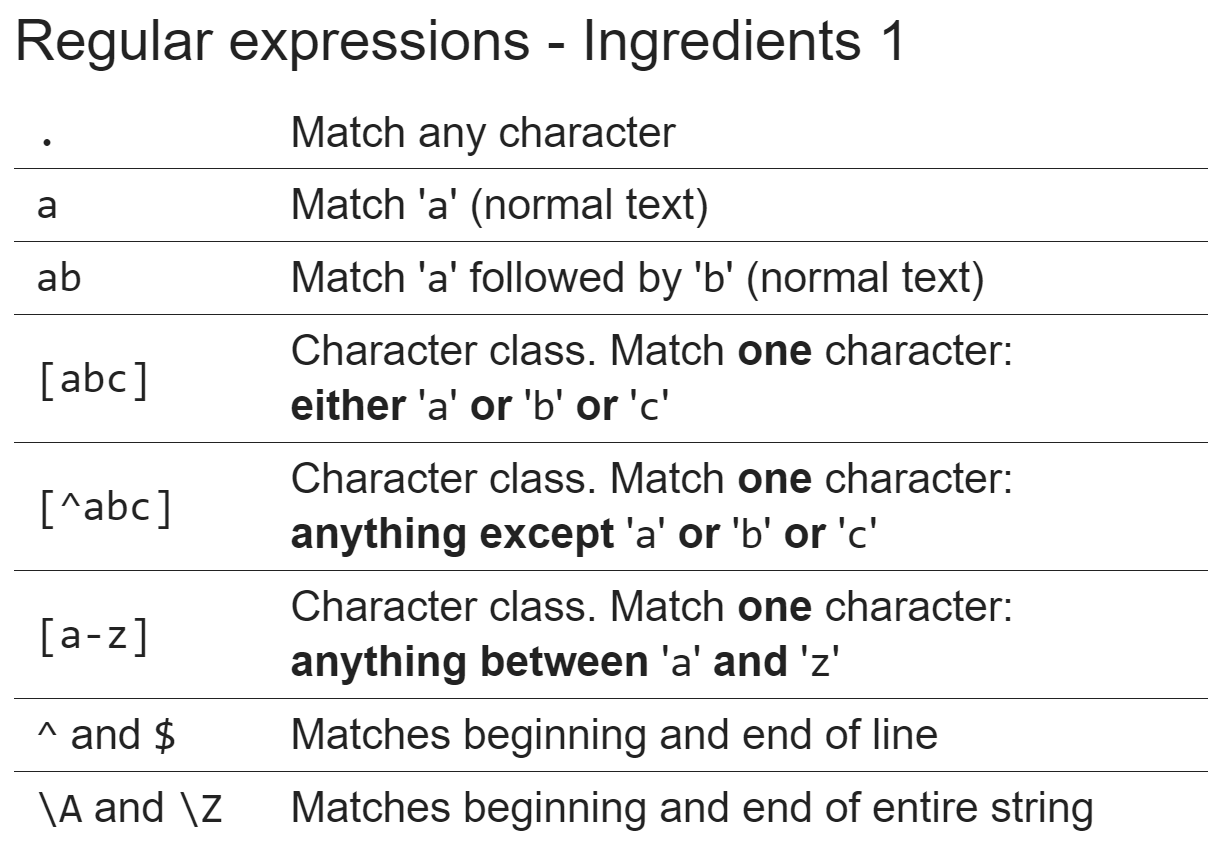 Regular expressions - Ingredients 1
. Match any character
a Match 'a' (normal text)
ab Match 'a' followed by 'b' (normal text)
[abc] Character class. Match one character:
either 'a' or 'b' or 'c'
[^abc] Character class. Match one character:
anything except 'a' or 'b' or 'c'
[a-z] Character class. Match one character:
anything between 'a' and 'z'
^ and $ Matches beginning and end of line
\A and \Z Matches beginning and end of entire string